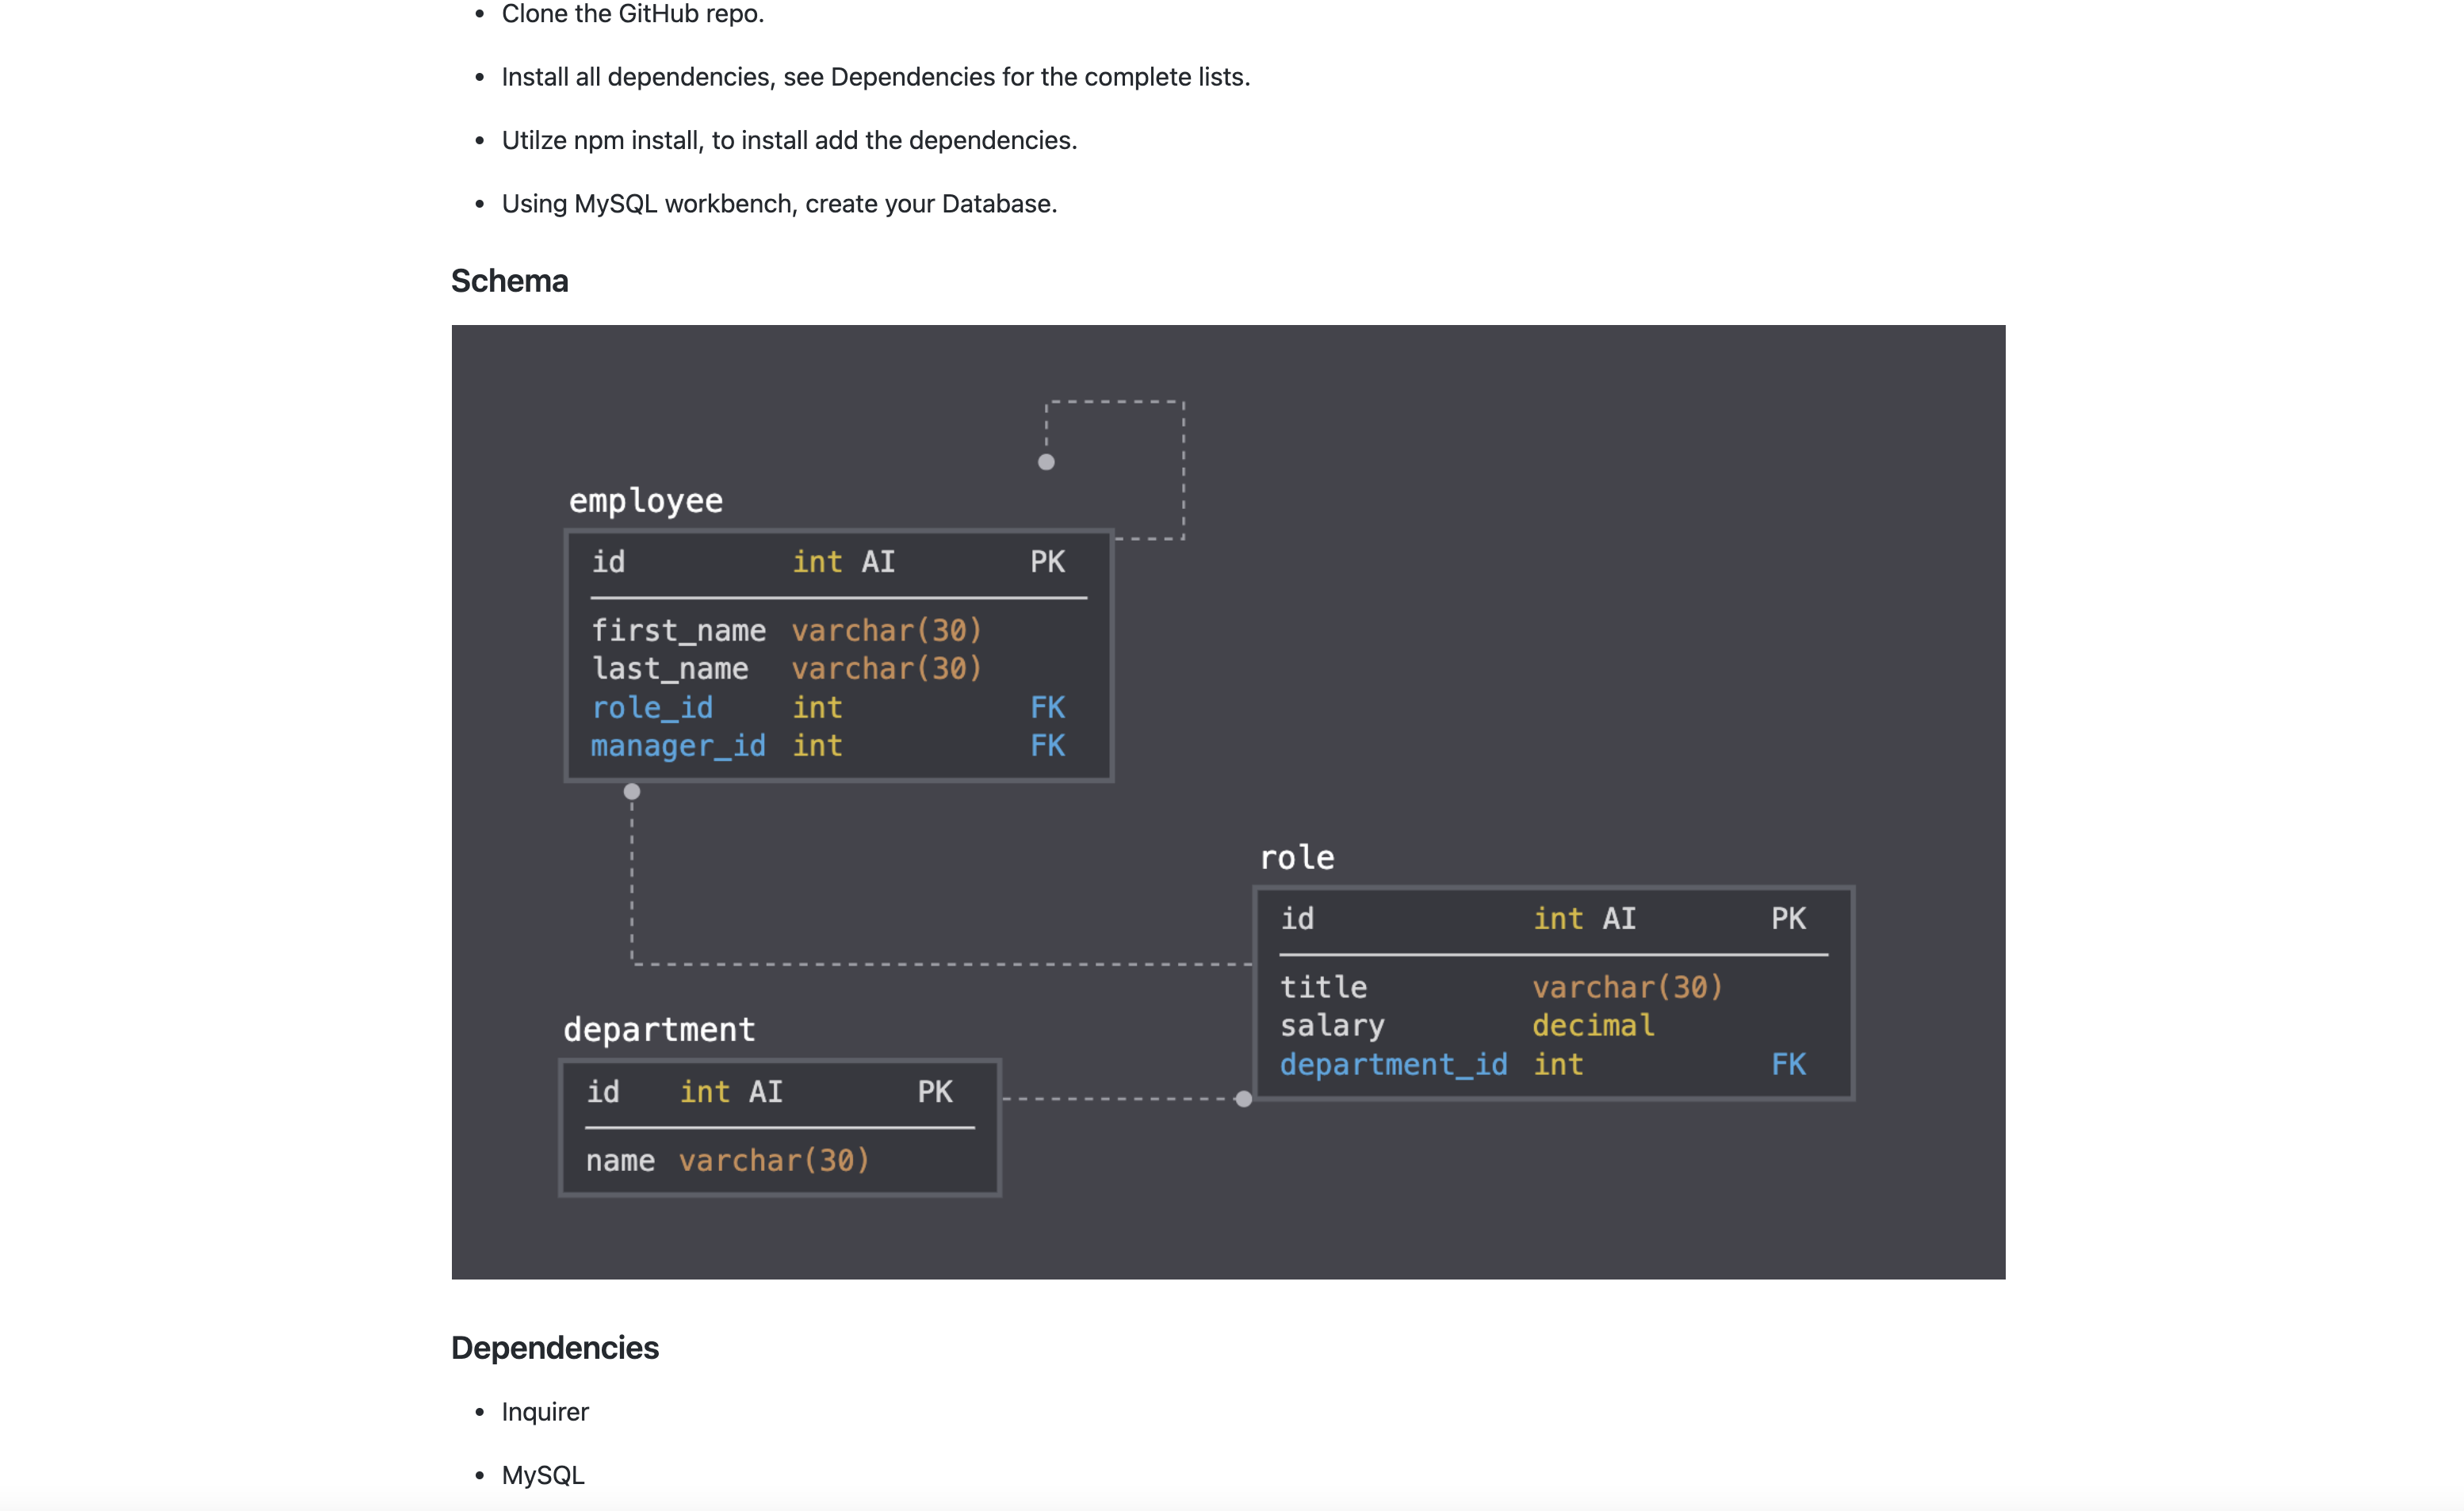 Clone the GitHub repo.
Install all dependencies, see Dependencies for the complete lists.
Utilze npm install, to install add the dependencies.
Using MySQL workbench, create your Database.
Schema
employee
id int AI PK
first_name varchar(30)
last_name varchar(30)
role_id int FK
manager_id int FK
role
id int AI PK
title varchar(30)
salary decimal
department_id int FK
department
id int AI PK
name varchar(30)
Dependencies
Inquirer
MySQL